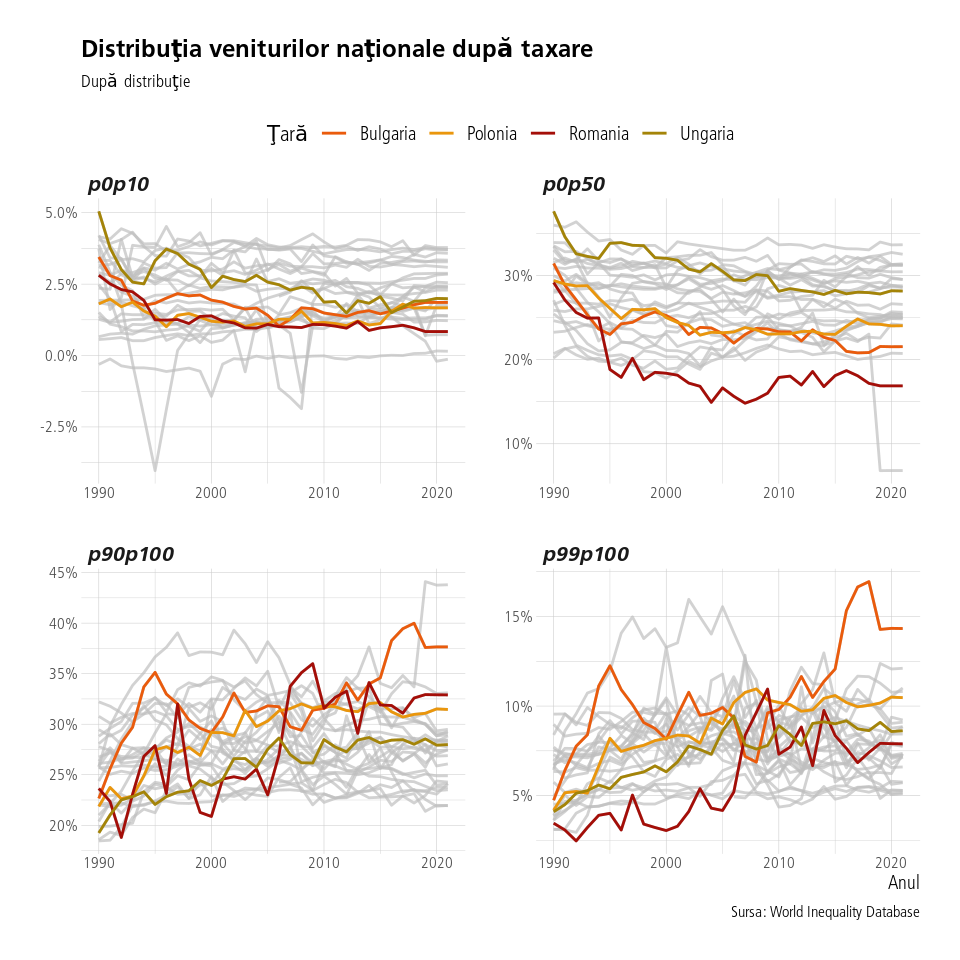 Distribuţia veniturilor naţionale după taxare
După distribuţie
Ţară Bulgaria Polonia Romania Ungaria
p0p10
5.0%
2.5%
0.0%
-2.5%
1990 2000 2010 2020
p0p50
30%
20%
10%
1990 2000 2010 2020
p90p100
45%
40%
35%
30%
25%
20%
1990 2000 2010 2020
p99p100
15%
10%
5%
1990 2000 2010 2020
Anul
Sursa: World Inequality Database